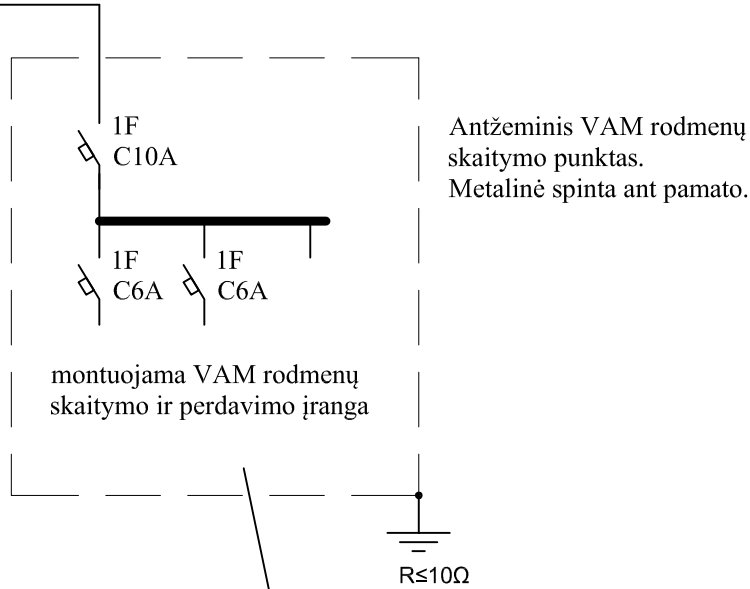 1F
C10A
Antžeminis VAM rodmenų
skaitymo punktas.
Metalinė spinta ant pamato.
1F
C6A
1F
C6A
montuojama VAM rodmenų
skaitymo ir perdavimo įranga
R≤10Ω